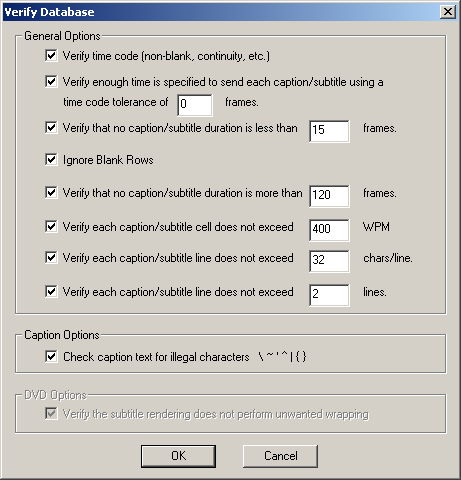 Verify Database
General Options
Verify time code (non-blank, continuity, etc.)
Verify enough time is specified to send each caption/subtitle using a
time code tolerance of 0 frames.
Verify that no caption/subtitle duration is less than 15 frames.
Ignore Blank Rows
Verify that no caption/subtitle duration is more than 120 frames.
Verify each caption/subtitle cell does not exceed 400 WPM
Verify each caption/subtitle line does not exceed 32 chars/line.
Verify each caption/subtitle line does not exceed 2 lines.
Caption Options
Check caption text for illegal characters \ ~ ' ^ | { }
DVD Options
Verify the subtitle rendering does not perform unwanted wrapping
OK Cancel